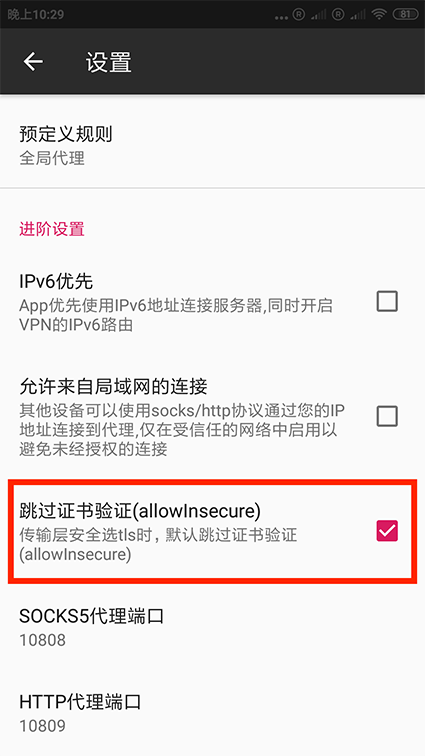 晚上10:29
81
设置
预定义规则
全局代理
进阶设置
IPv6优先
App优先使用IPv6地址连接服务器,同时开启
VPN的IPv6路由
允许来自局域网的连接
其他设备可以使用socks/http协议通过您的IP
地址连接到代理,仅在受信任的网络中启用以
避免未经授权的连接
跳过证书验证(allowInsecure)
传输层安全选tls时，默认跳过证书验证
(allowInsecure)
SOCKS5代理端口
10808
HTTP代理端口
10809